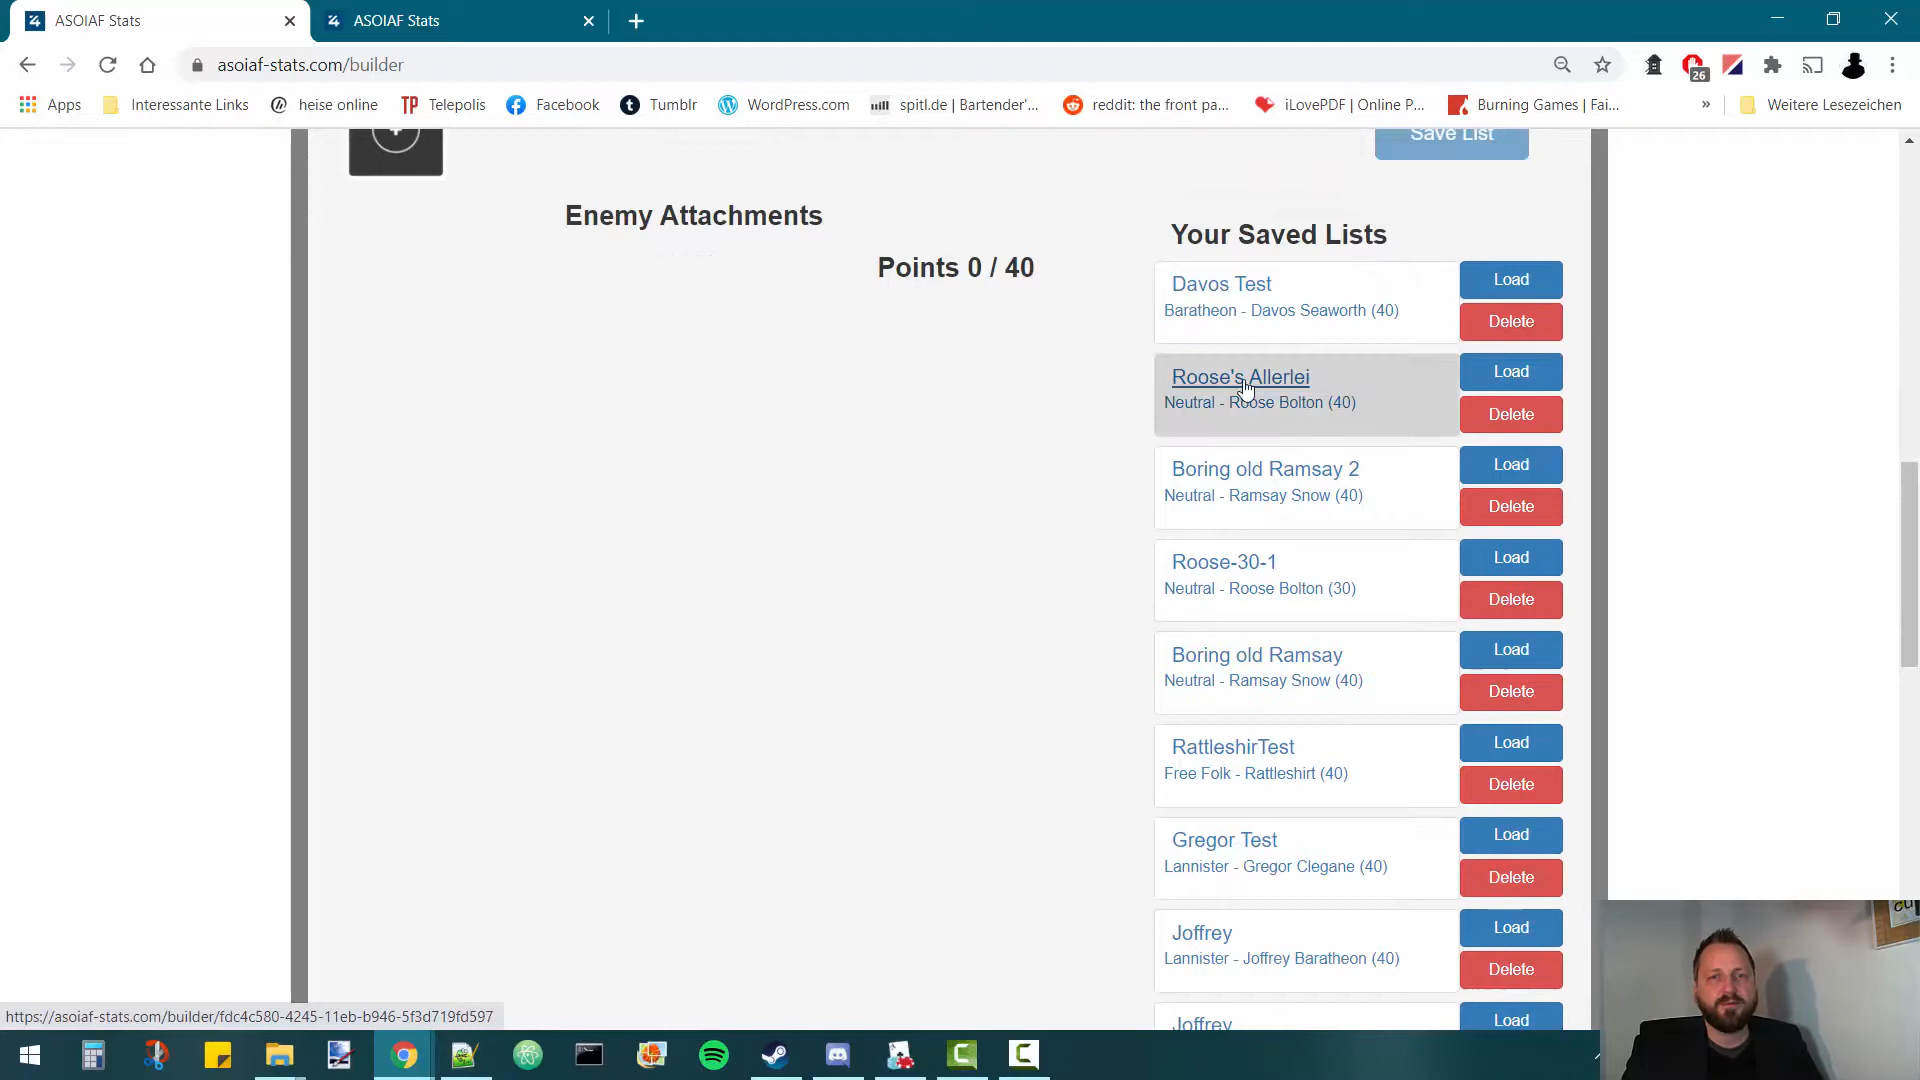 ASOIAF Stats
ASOIAF Stats
asoiaf-stats.com/builder
26
Apps
Interessante Links
heise online
TP Telepolis
Facebook
Tumblr
WordPress.com
spitl.de | Bartender'...
reddit: the front pa...
iLovePDF | Online P...
Burning Games | Fai...
»
Weitere Lesezeichen
Save List
Enemy Attachments
Points 0 / 40
Your Saved Lists
Davos Test
Baratheon - Davos Seaworth (40)
Load
Delete
Roose's Allerlei
Neutral - Roose Bolton (40)
Load
Delete
Boring old Ramsay 2
Neutral - Ramsay Snow (40)
Load
Delete
Roose-30-1
Neutral - Roose Bolton (30)
Load
Delete
Boring old Ramsay
Neutral - Ramsay Snow (40)
Load
Delete
RattleshirTest
Free Folk - Rattleshirt (40)
Load
Delete
Gregor Test
Lannister - Gregor Clegane (40)
Load
Delete
Joffrey
Lannister - Joffrey Baratheon (40)
Load
Delete
Joffrey
Load
https://asoiaf-stats.com/builder/fdc4c580-4245-11eb-b946-5f3d719fd597